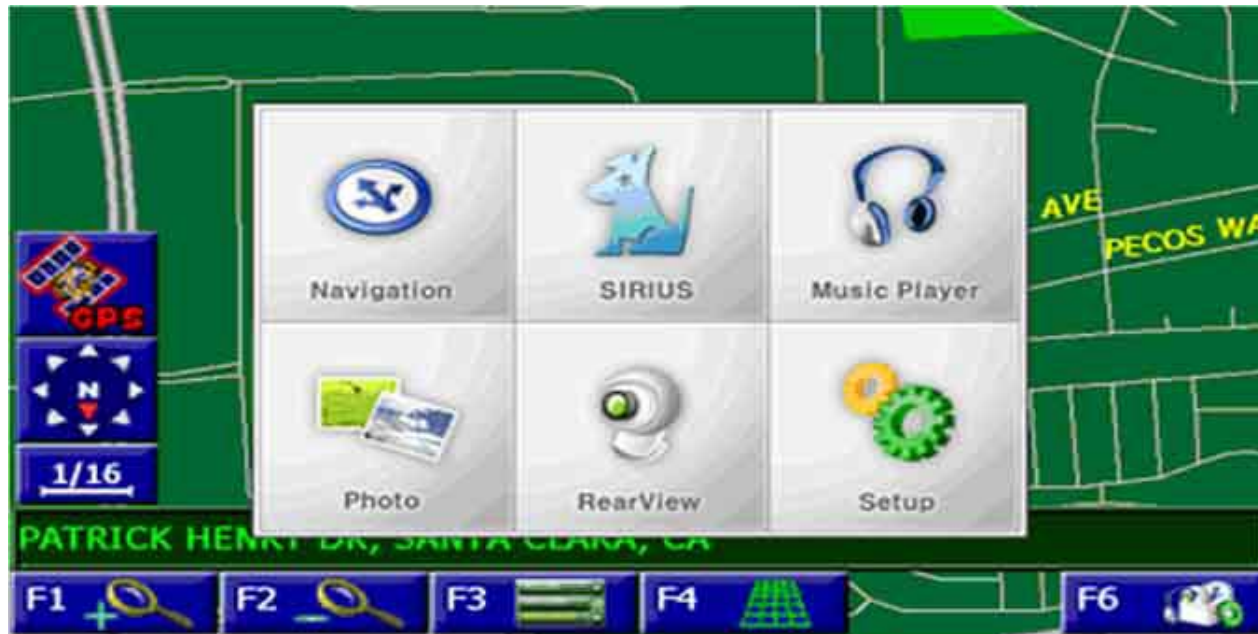 AVE
PECOS WA
Navigation
SIRIUS
Music Player
GPS
N
1/16
Photo
RearView
Setup
PATRICK HENRY DR, SANTA CLARA, CA
F1
F2
F3
F4
F6